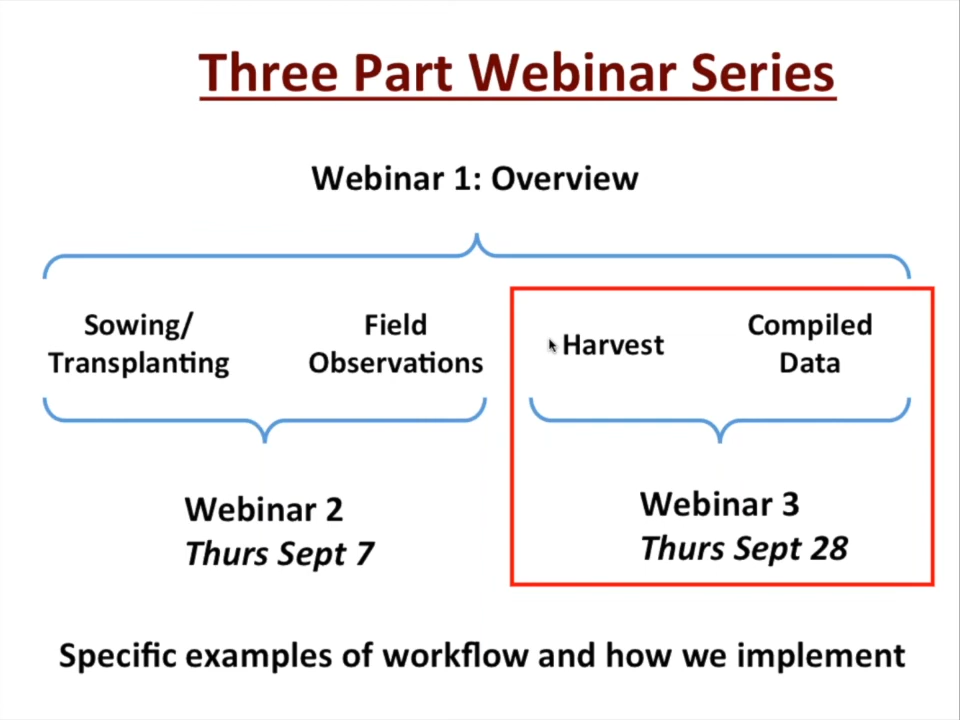 Three Part Webinar Series
Webinar 1: Overview
Sowing/
Transplanting
Field
Observations
Harvest
Compiled
Data
Webinar 2
Thurs Sept 7
Webinar 3
Thurs Sept 28
Specific examples of workflow and how we implement